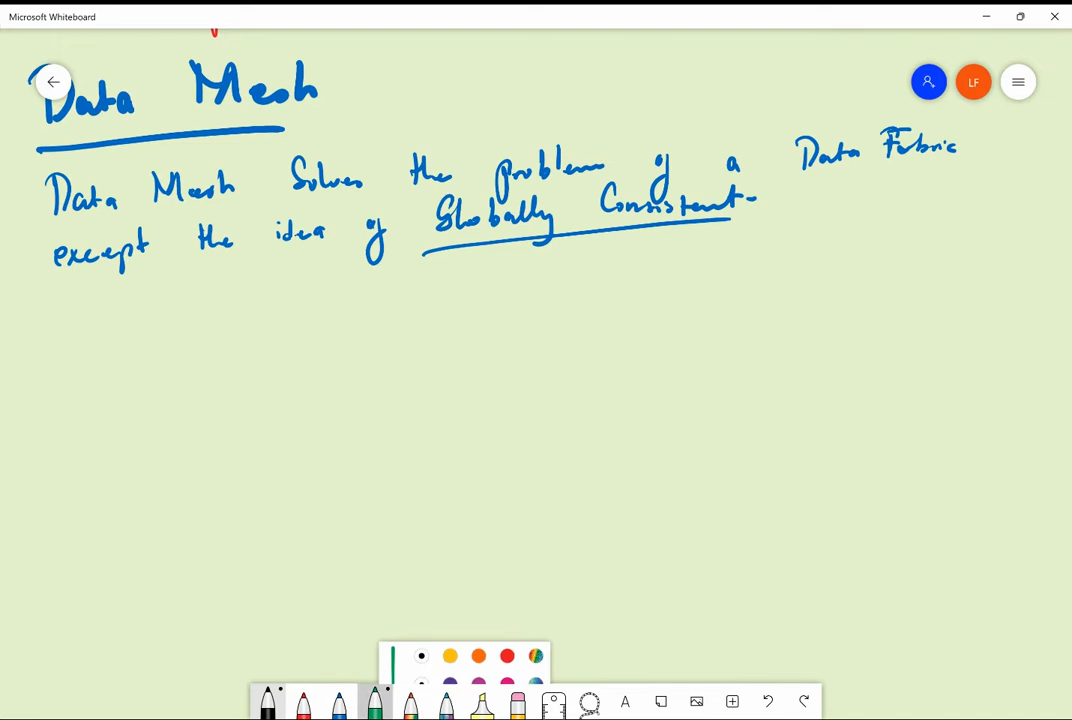 Microsoft Whiteboard
Data Mesh
LF
Data Mesh Solves the problem of a Data Fabric
except the idea of Globally Consistent-
A